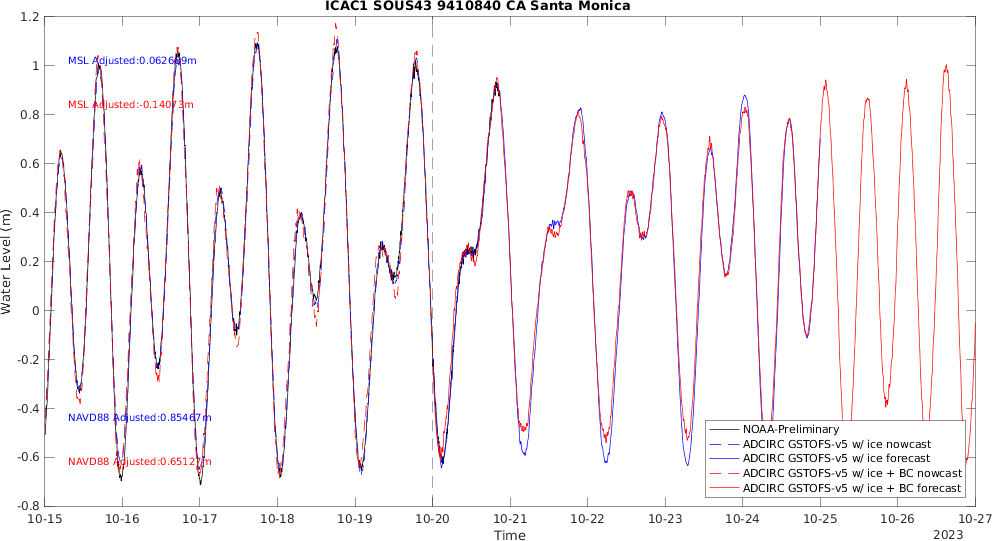 ICAC1 SOUS43 9410840 CA Santa Monica
1.2
1
0.8
0.6
0.4
0.2
0
-0.2
-0.4
-0.6
-0.8
Water Level (m)
MSL Adjusted:0.062669m
MSL Adjusted:-0.14073m
NAVD88 Adjusted:0.85467m
NAVD88 Adjusted:0.65127m
NOAA-Preliminary
ADCIRC GSTOFS-v5 w/ ice nowcast
ADCIRC GSTOFS-v5 w/ ice forecast
ADCIRC GSTOFS-v5 w/ ice + BC nowcast
ADCIRC GSTOFS-v5 w/ ice + BC forecast
10-15 10-16 10-17 10-18 10-19 10-20 10-21 10-22 10-23 10-24 10-25 10-26 10-27
Time
2023